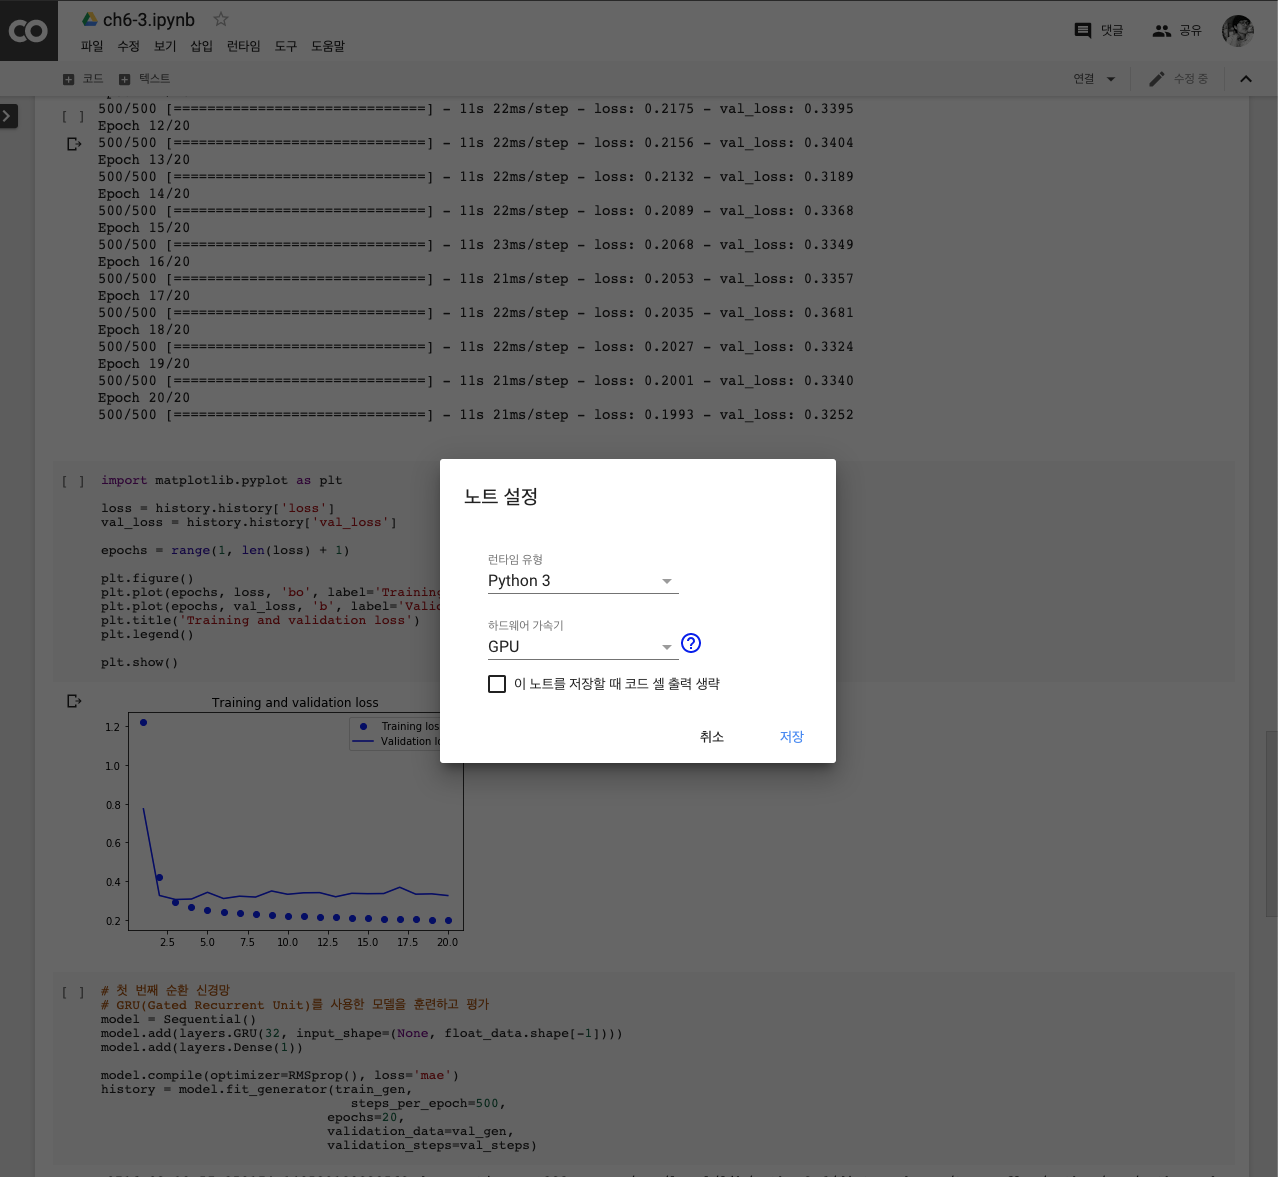 ch6-3.ipynb
파일 수정 보기 삽입 런타임 도구 도움말
댓글 공유
코드 텍스트
연결 수정 중
500/500 [==============================] - 11s 22ms/step - loss: 0.2175 - val_loss: 0.3395
[ ]
Epoch 12/20
500/500 [==============================] - 11s 22ms/step - loss: 0.2156 - val_loss: 0.3404
Epoch 13/20
500/500 [==============================] - 11s 22ms/step - loss: 0.2132 - val_loss: 0.3189
Epoch 14/20
500/500 [==============================] - 11s 22ms/step - loss: 0.2089 - val_loss: 0.3368
Epoch 15/20
500/500 [==============================] - 11s 23ms/step - loss: 0.2068 - val_loss: 0.3349
Epoch 16/20
500/500 [==============================] - 11s 21ms/step - loss: 0.2053 - val_loss: 0.3357
Epoch 17/20
500/500 [==============================] - 11s 22ms/step - loss: 0.2035 - val_loss: 0.3681
Epoch 18/20
500/500 [==============================] - 11s 22ms/step - loss: 0.2027 - val_loss: 0.3324
Epoch 19/20
500/500 [==============================] - 11s 21ms/step - loss: 0.2001 - val_loss: 0.3340
Epoch 20/20
500/500 [==============================] - 11s 21ms/step - loss: 0.1993 - val_loss: 0.3252
[ ] import matplotlib.pyplot as plt
loss = history.history['loss']
val_loss = history.history['val_loss']
epochs = range(1, len(loss) + 1)
plt.figure()
plt.plot(epochs, loss, 'bo', label='Training
plt.plot(epochs, val_loss, 'b', label='Valid
plt.title('Training and validation loss')
plt.legend()
plt.show()
노트 설정
런타임 유형
Python 3
하드웨어 가속기
GPU
이 노트를 저장할 때 코드 셀 출력 생략
취소 저장
Training and validation loss
Training los
Validation lo
1.2
1.0
0.8
0.6
0.4
0.2
2.5 5.0 7.5 10.0 12.5 15.0 17.5 20.0
[ ] # 첫 번째 순환 신경망
# GRU(Gated Recurrent Unit)를 사용한 모델을 훈련하고 평가
model = Sequential()
model.add(layers.GRU(32, input_shape=(None, float_data.shape[-1])))
model.add(layers.Dense(1))
model.compile(optimizer=RMSprop(), loss='mae')
history = model.fit_generator(train_gen,
steps_per_epoch=500,
epochs=20,
validation_data=val_gen,
validation_steps=val_steps)